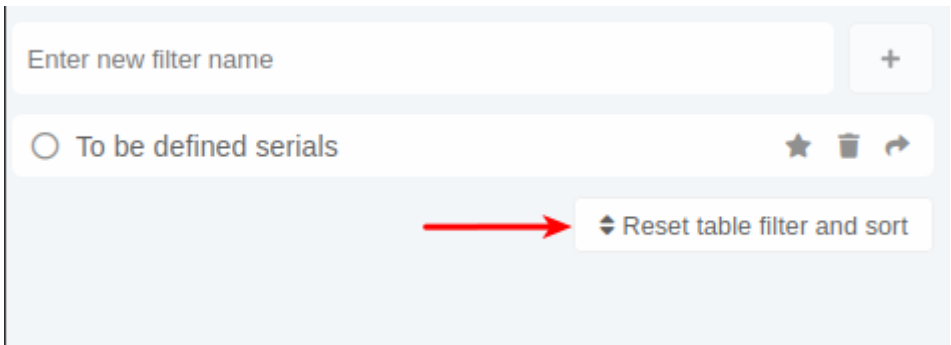 Enter new filter name
+
To be defined serials
Reset table filter and sort